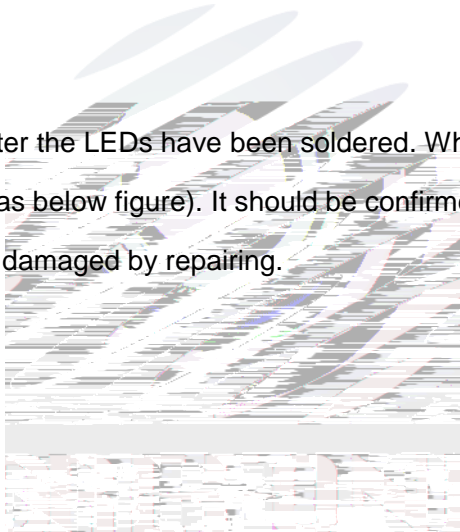 ter the LEDs have been soldered. Wh
as below figure). It should be confirme
damaged by repairing.